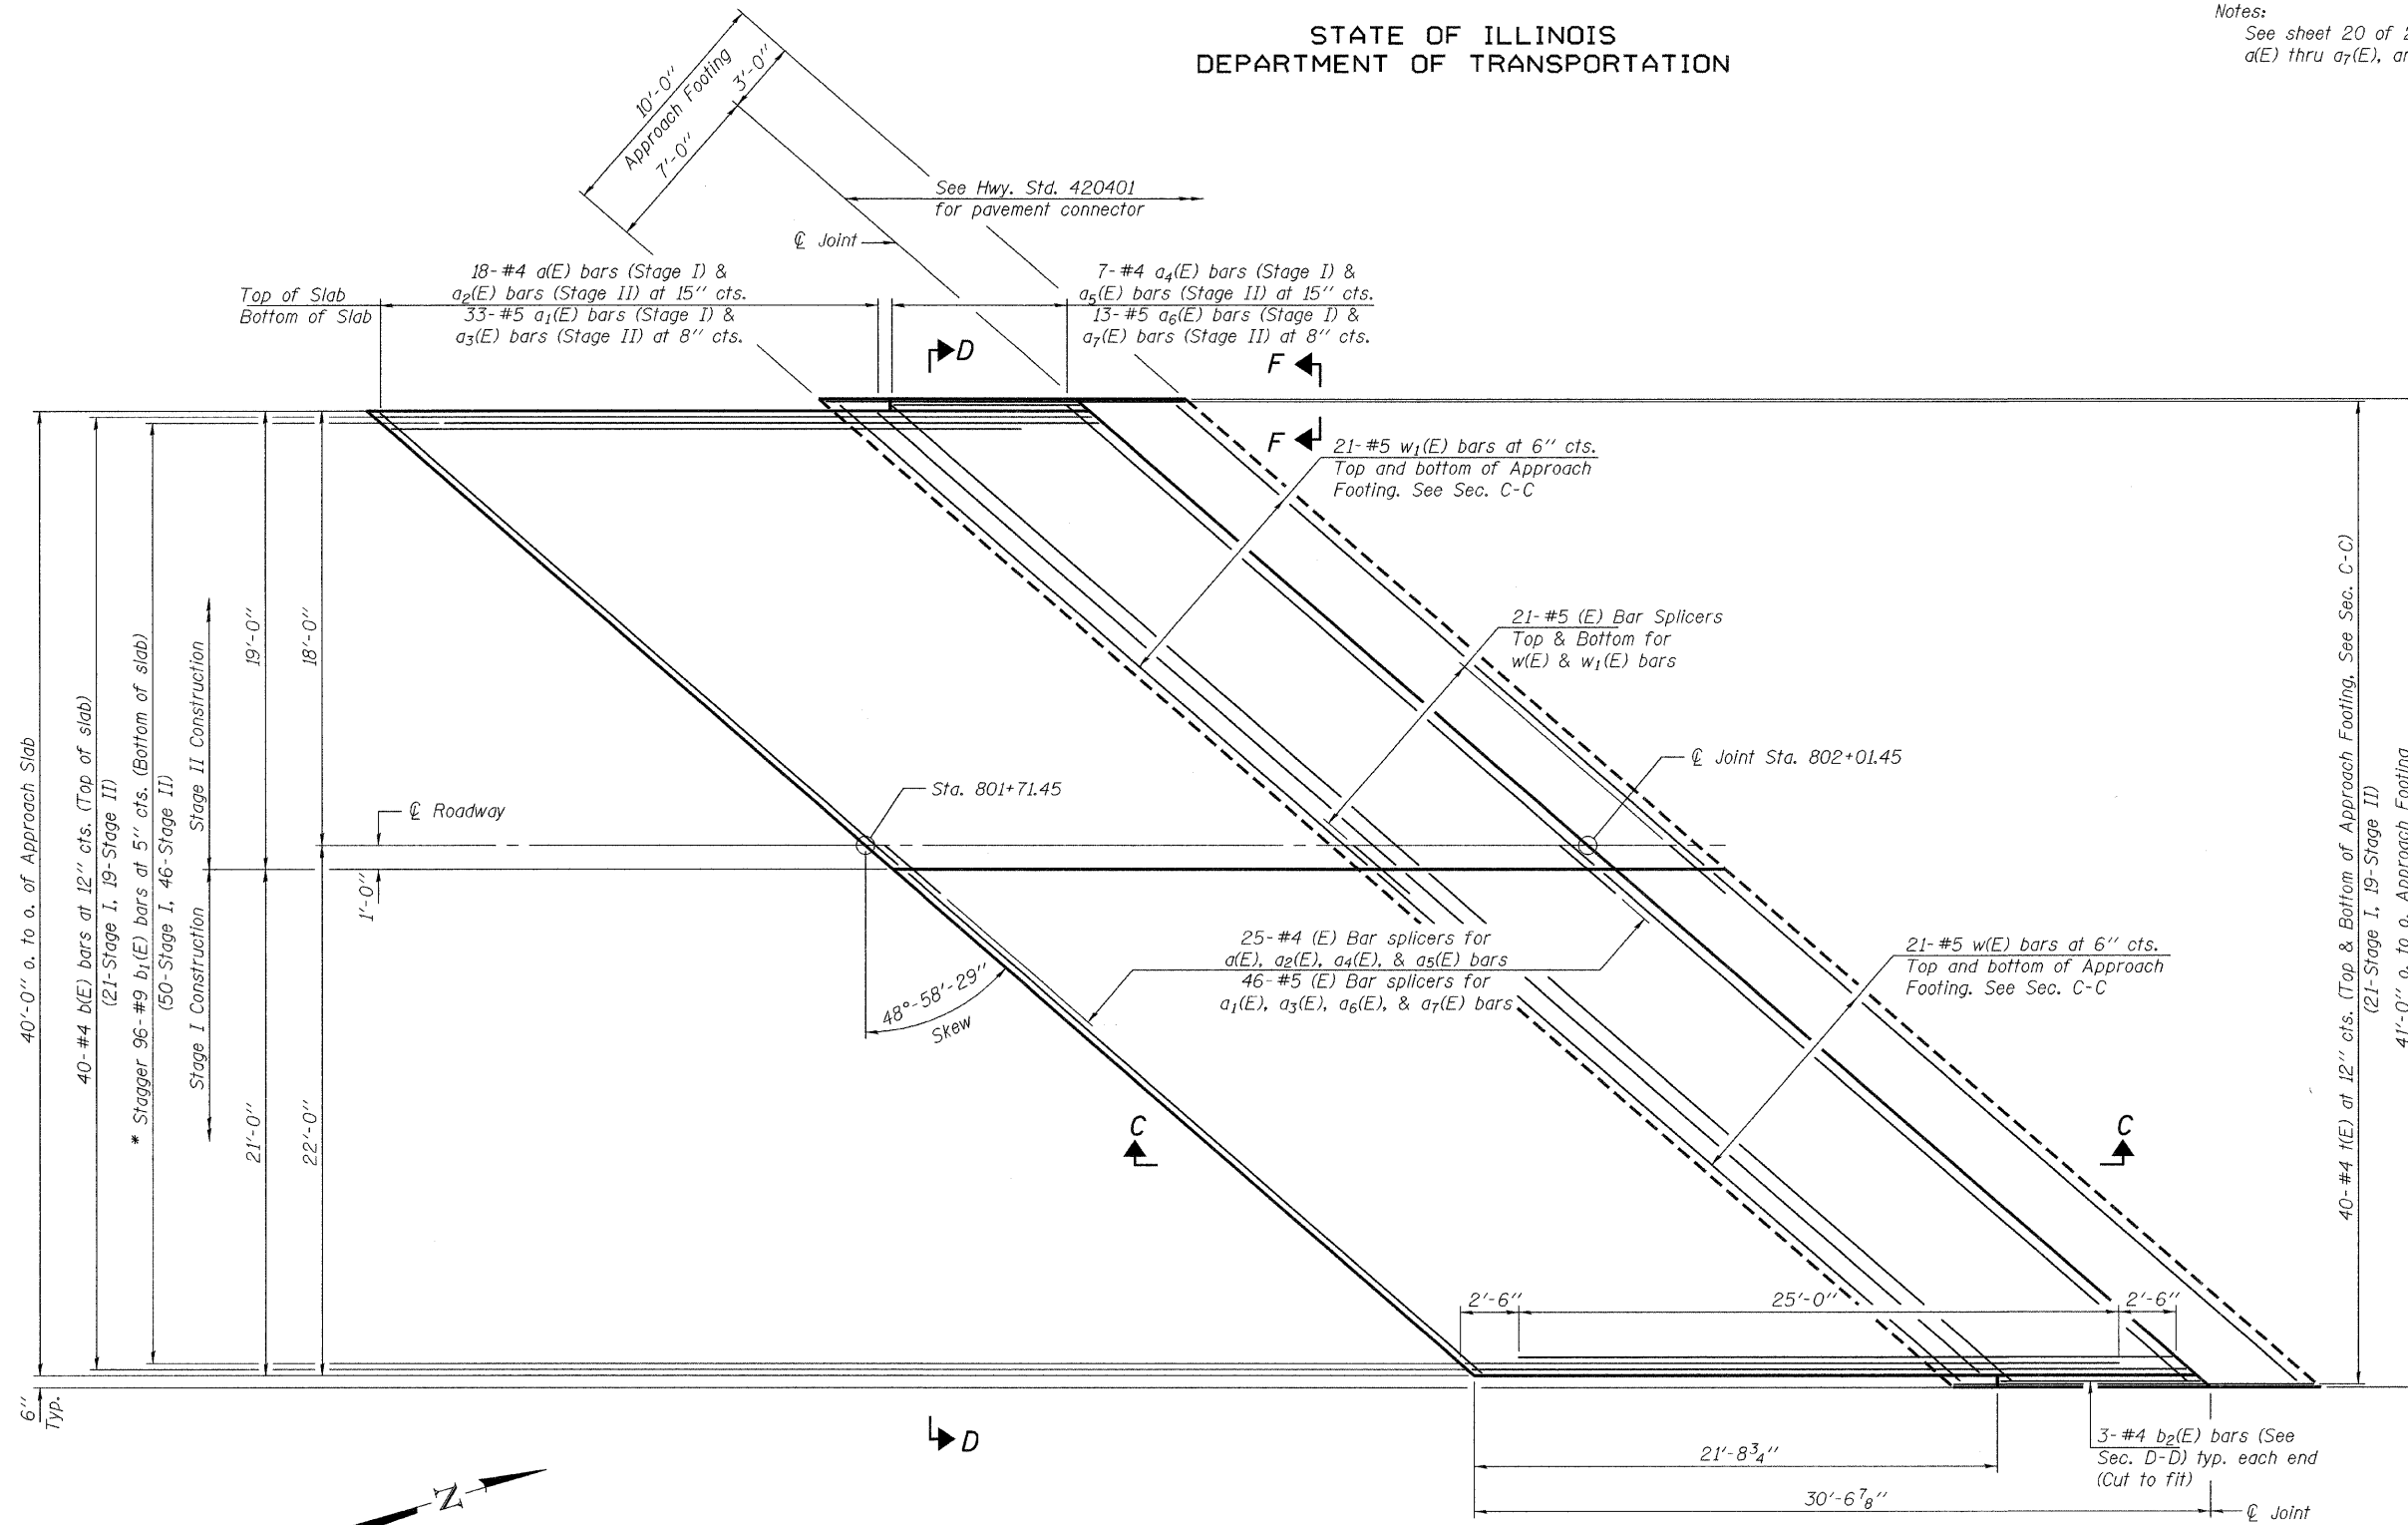 STATE OF ILLINOIS
DEPARTMENT OF TRANSPORTATION
Notes:
See sheet 20 of
a(E) thru a7(E),
10'-0"
Approach Footing
3'-0"
7'-0"
See Hwy. Std. 420401
for pavement connector
℄ Joint
Top of Slab
Bottom of Slab
18-#4 a(E) bars (Stage I) &
a2(E) bars (Stage II) at 15" cts.
33-#5 a1(E) bars (Stage I) &
a3(E) bars (Stage II) at 8" cts.
7-#4 a4(E) bars (Stage I) &
a5(E) bars (Stage II) at 15" cts.
13-#5 a6(E) bars (Stage I) &
a7(E) bars (Stage II) at 8" cts.
D
F
F
21-#5 w1(E) bars at 6" cts.
Top and bottom of Approach
Footing. See Sec. C-C
21-#5 (E) Bar Splicers
Top & Bottom for
w(E) & w1(E) bars
℄ Joint Sta. 802+01.45
Sta. 801+71.45
℄ Roadway
40'-0" o. to o. of Approach Slab
40-#4 b(E) bars at 12" cts. (Top of slab)
(21-Stage I, 19-Stage II)
* Stagger 96-#9 b1(E) bars at 5" cts. (Bottom of slab)
(50-Stage I, 46-Stage II)
Stage II Construction
Stage I Construction
19'-0"
18'-0"
1'-0"
21'-0"
22'-0"
6"
Typ.
25-#4 (E) Bar splicers for
a(E), a2(E), a4(E), & a5(E) bars
46-#5 (E) Bar splicers for
a1(E), a3(E), a6(E), & a7(E) bars
48°-58'-29"
Skew
21-#5 w(E) bars at 6" cts.
Top and bottom of Approach
Footing. See Sec. C-C
40-#4 t(E) at 12" cts. (Top & Bottom of Approach Footing, See Sec. C-C)
(21-Stage I, 19-Stage II)
41'-0" o. to o. Approach Footing
C
C
2'-6"
25'-0"
2'-6"
D
21'-8¾"
30'-6⅞"
3-#4 b2(E) bars (See
Sec. D-D) typ. each end
(Cut to fit)
℄ Joint
N